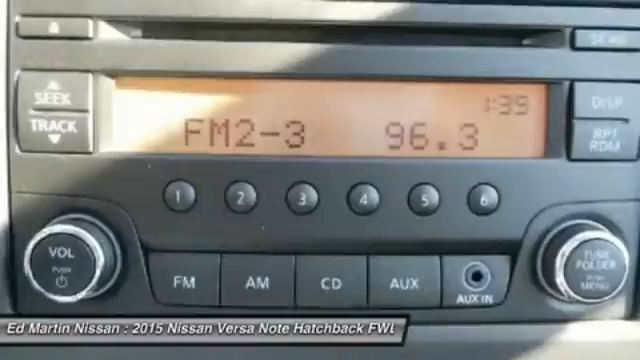 SEEK
TRACK
1:39
FM2-3 96.3
DISP
RPT
RDM
1 2 3 4 5 6
VOL
PUSH
FM AM CD AUX
AUX IN
TUNE
FOLDER
PUSH
MENU
Ed Martin Nissan : 2015 Nissan Versa Note Hatchback FWD